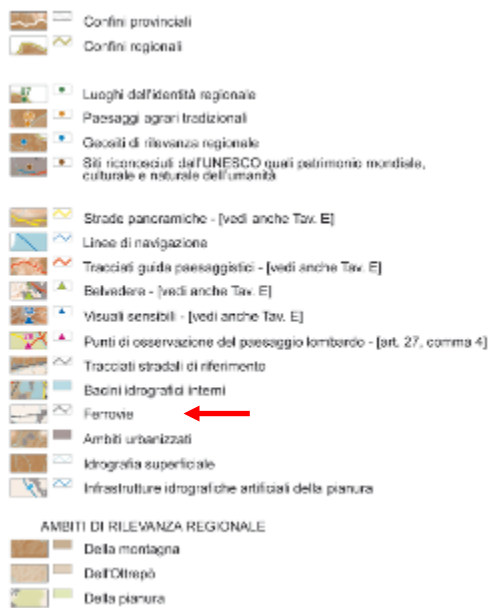 Confini provinciali
Confini regionali
Luoghi dell'identità regionale
Paesaggi agrari tradizionali
Geositi di rilevanza regionale
Siti riconosciuti dall'UNESCO quali patrimonio mondiale,
culturale e naturale dell'umanità
Strade panoramiche - [vedi anche Tav. E]
Linee di navigazione
Tracciati guida paesaggistici - [vedi anche Tav. E]
Belvedere - [vedi anche Tav. E]
Visuali sensibili - [vedi anche Tav. E]
Punti di osservazione del paesaggio lombardo - [art. 27, comma 4]
Tracciati stradali di riferimento
Bacini idrografici interni
Ferrovie
Ambiti urbanizzati
Idrografia superficiale
Infrastrutture idrografiche artificiali della pianura
AMBITI DI RILEVANZA REGIONALE
Della montagna
Dell'Oltrepò
Della pianura